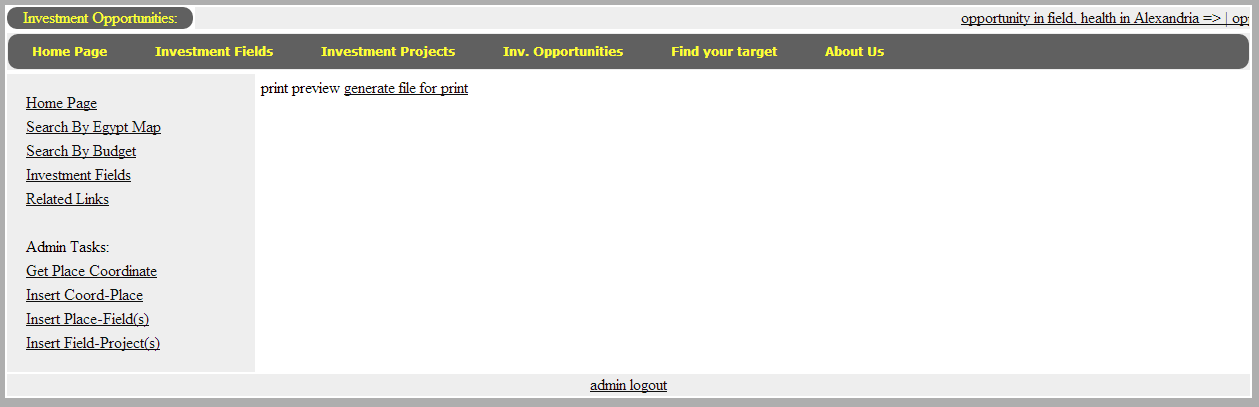 Investment Opportunities: opportunity in field. health in Alexandria => |
Home Page Investment Fields Investment Projects Inv. Opportunities Find your target About Us
Home Page
Search By Egypt Map
Search By Budget
Investment Fields
Related Links
Admin Tasks:
Get Place Coordinate
Insert Coord-Place
Insert Place-Field(s)
Insert Field-Project(s)
print preview generate file for print
admin logout